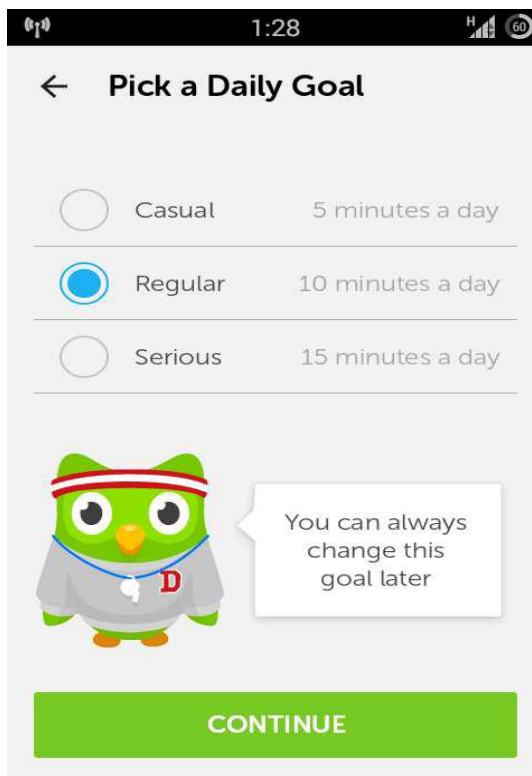 1:28
H
60
Pick a Daily Goal
Casual 5 minutes a day
Regular 10 minutes a day
Serious 15 minutes a day
You can always
change this
goal later
D
CONTINUE